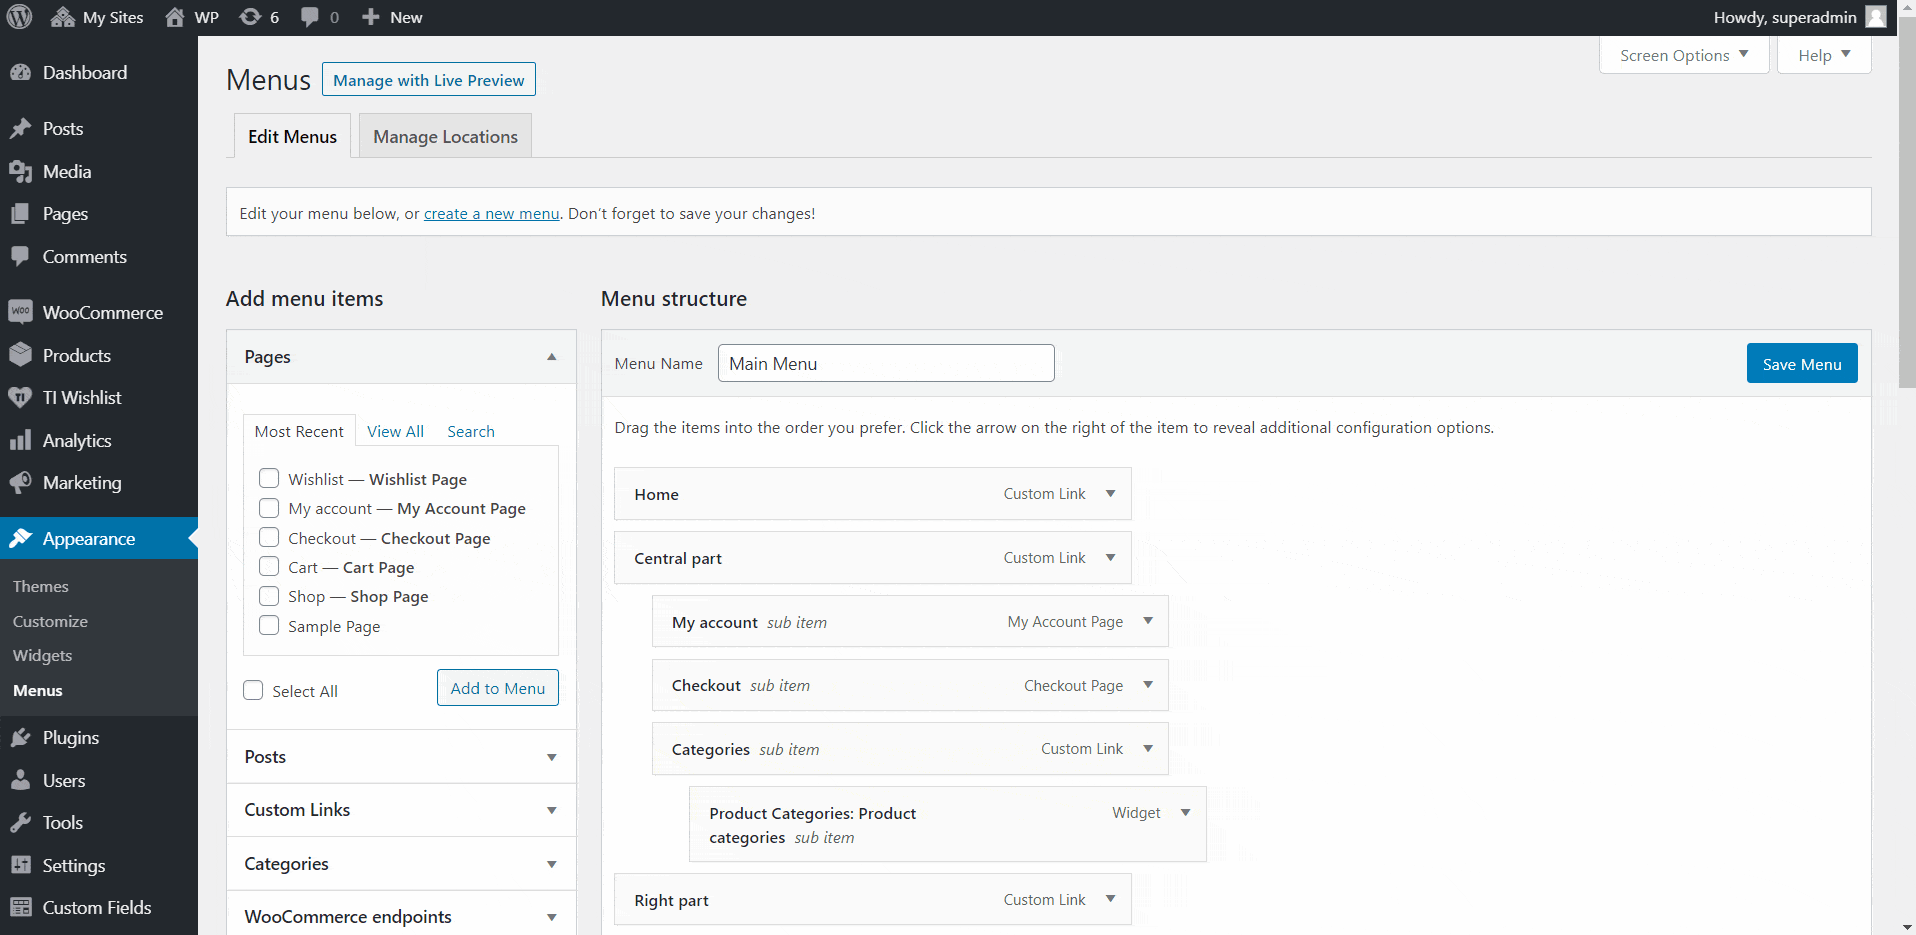 My Sites
WP
6
0
New
Howdy, superadmin
Dashboard
Posts
Media
Pages
Comments
WOO
WooCommerce
Products
TI
TI Wishlist
Analytics
Marketing
Appearance
Themes
Customize
Widgets
Menus
Plugins
Users
Tools
Settings
Custom Fields
Screen Options
Help
Menus
Manage with Live Preview
Edit Menus
Manage Locations
Edit your menu below, or create a new menu. Don’t forget to save your changes!
Add menu items
Pages
Most Recent
View All
Search
Wishlist — Wishlist Page
My account — My Account Page
Checkout — Checkout Page
Cart — Cart Page
Shop — Shop Page
Sample Page
Select All
Add to Menu
Posts
Custom Links
Categories
WooCommerce endpoints
Menu structure
Menu Name
Main Menu
Save Menu
Drag the items into the order you prefer. Click the arrow on the right of the item to reveal additional configuration options.
Home
Custom Link
Central part
Custom Link
My account sub item
My Account Page
Checkout sub item
Checkout Page
Categories sub item
Custom Link
Product Categories: Product
categories sub item
Widget
Right part
Custom Link